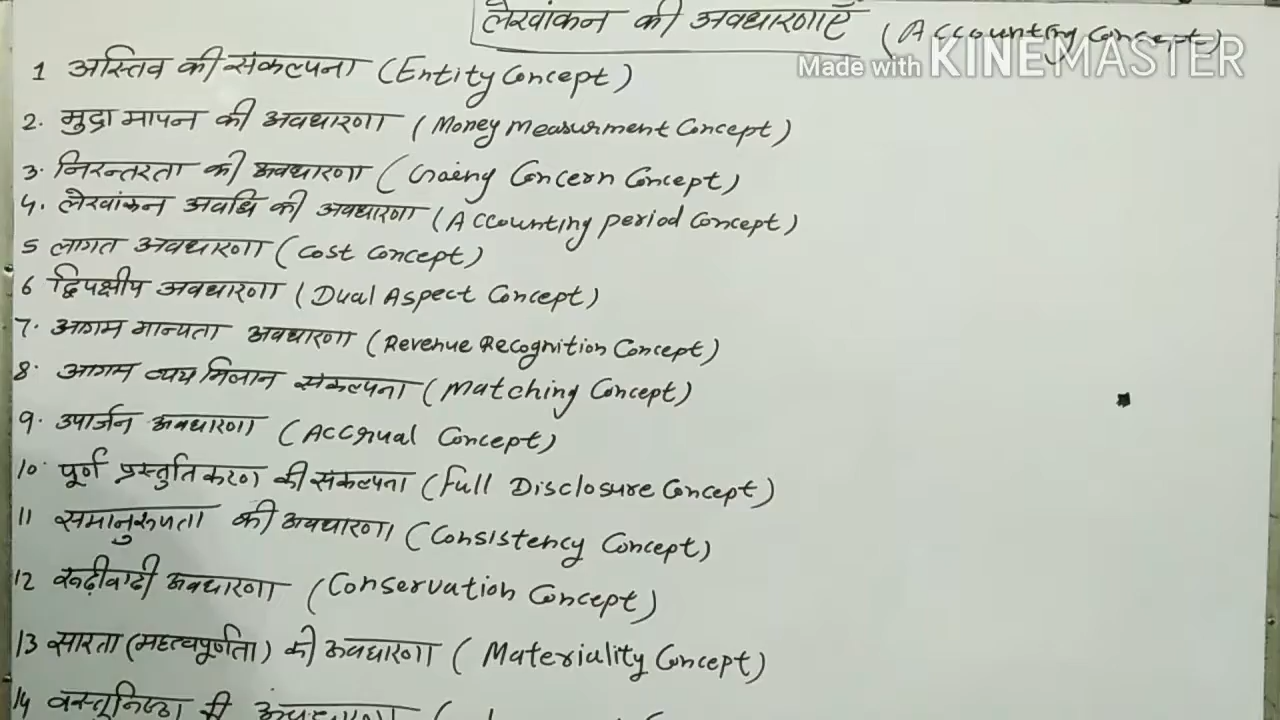 लेखांकन की अवधारणाएँ (Accounting Concept)
Made with KINEMASTER
1 अस्तिव की संकल्पना (Entity Concept)
2. मुद्रा मापन की अवधारणा (Money Measurment Concept)
3. निरन्तरता की अवधारणा (Going Concern Concept)
4. लेखांकन अवधि की अवधारणा (Accounting period Concept)
5 लागत अवधारणा (Cost Concept)
6 द्विपक्षीय अवधारणा (Dual Aspect Concept)
7. आगम मान्यता अवधारणा (Revenue Recognition Concept)
8. आगम व्यय मिलान संकल्पना (Matching Concept)
9. उपार्जन अवधारणा (Accrual Concept)
10. पूर्ण प्रस्तुतिकरण की संकल्पना (Full Disclosure Concept)
11 समानुरूपता की अवधारणा (Consistency Concept)
12 रूढ़ीवादी अवधारणा (Conservation Concept)
13 सारता (महत्वपूर्णता) की अवधारणा (Materiality Concept)
14